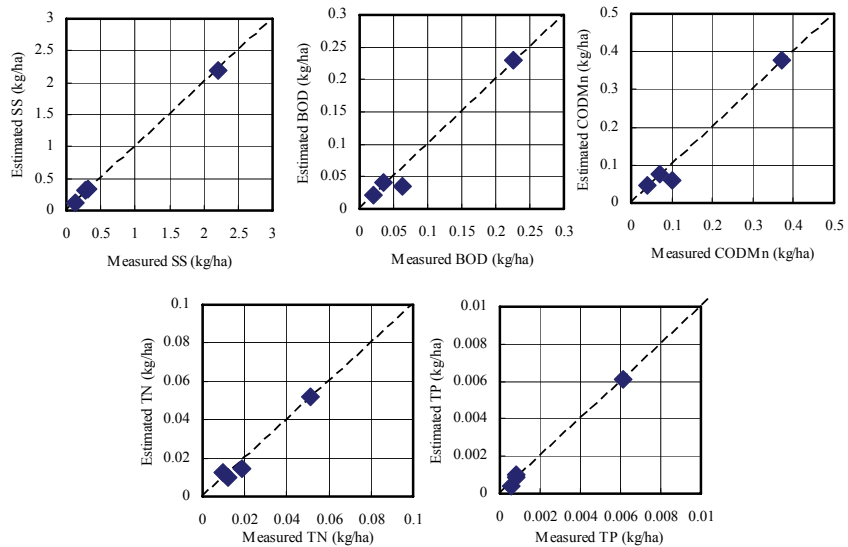 3
2.5
2
1.5
1
0.5
0
Estimated SS (kg/ha)
0 0.5 1 1.5 2 2.5 3
Measured SS (kg/ha)
0.3
0.25
0.2
0.15
0.1
0.05
0
Estimated BOD (kg/ha)
0 0.05 0.1 0.15 0.2 0.25 0.3
Measured BOD (kg/ha)
0.5
0.4
0.3
0.2
0.1
0
Estimated CODMn (kg/ha)
0 0.1 0.2 0.3 0.4 0.5
Measured CODMn (kg/ha)
0.1
0.08
0.06
0.04
0.02
0
Estimated TN (kg/ha)
0 0.02 0.04 0.06 0.08 0.1
Measured TN (kg/ha)
0.01
0.008
0.006
0.004
0.002
0
Estimated TP (kg/ha)
0 0.002 0.004 0.006 0.008 0.01
Measured TP (kg/ha)